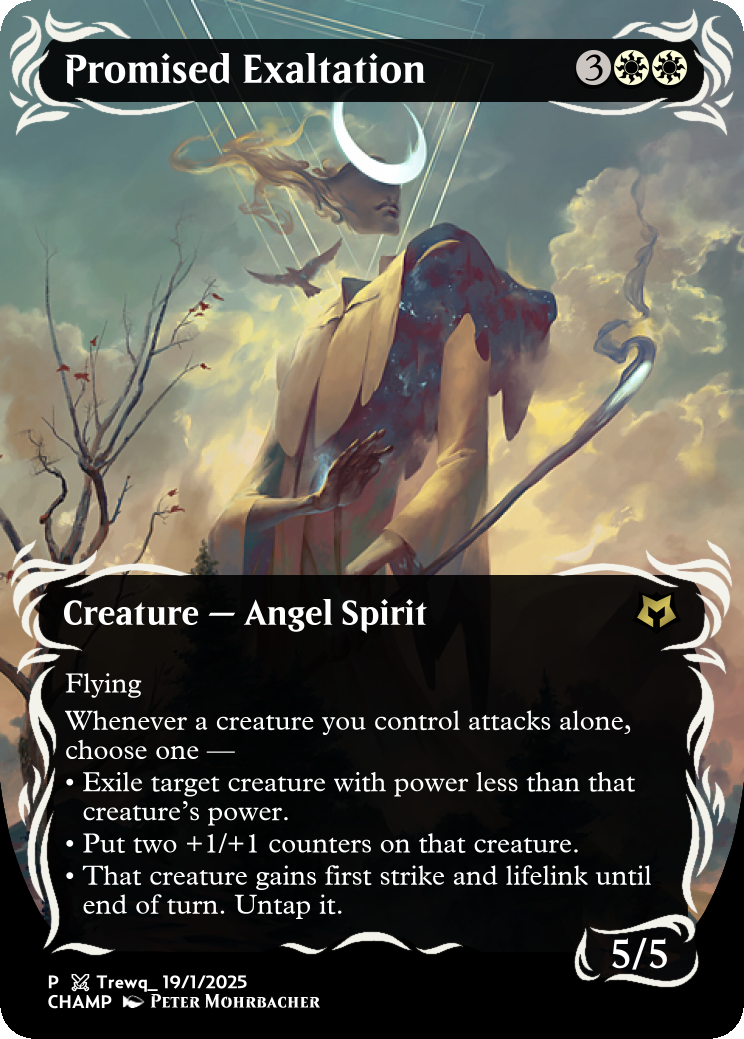 Promised Exaltation 3
Creature — Angel Spirit
Flying
Whenever a creature you control attacks alone,
choose one —
• Exile target creature with power less than that
creature's power.
• Put two +1/+1 counters on that creature.
• That creature gains first strike and lifelink until
end of turn. Untap it.
5/5
P Trewq_ 19/1/2025
CHAMP Peter Mohrbacher